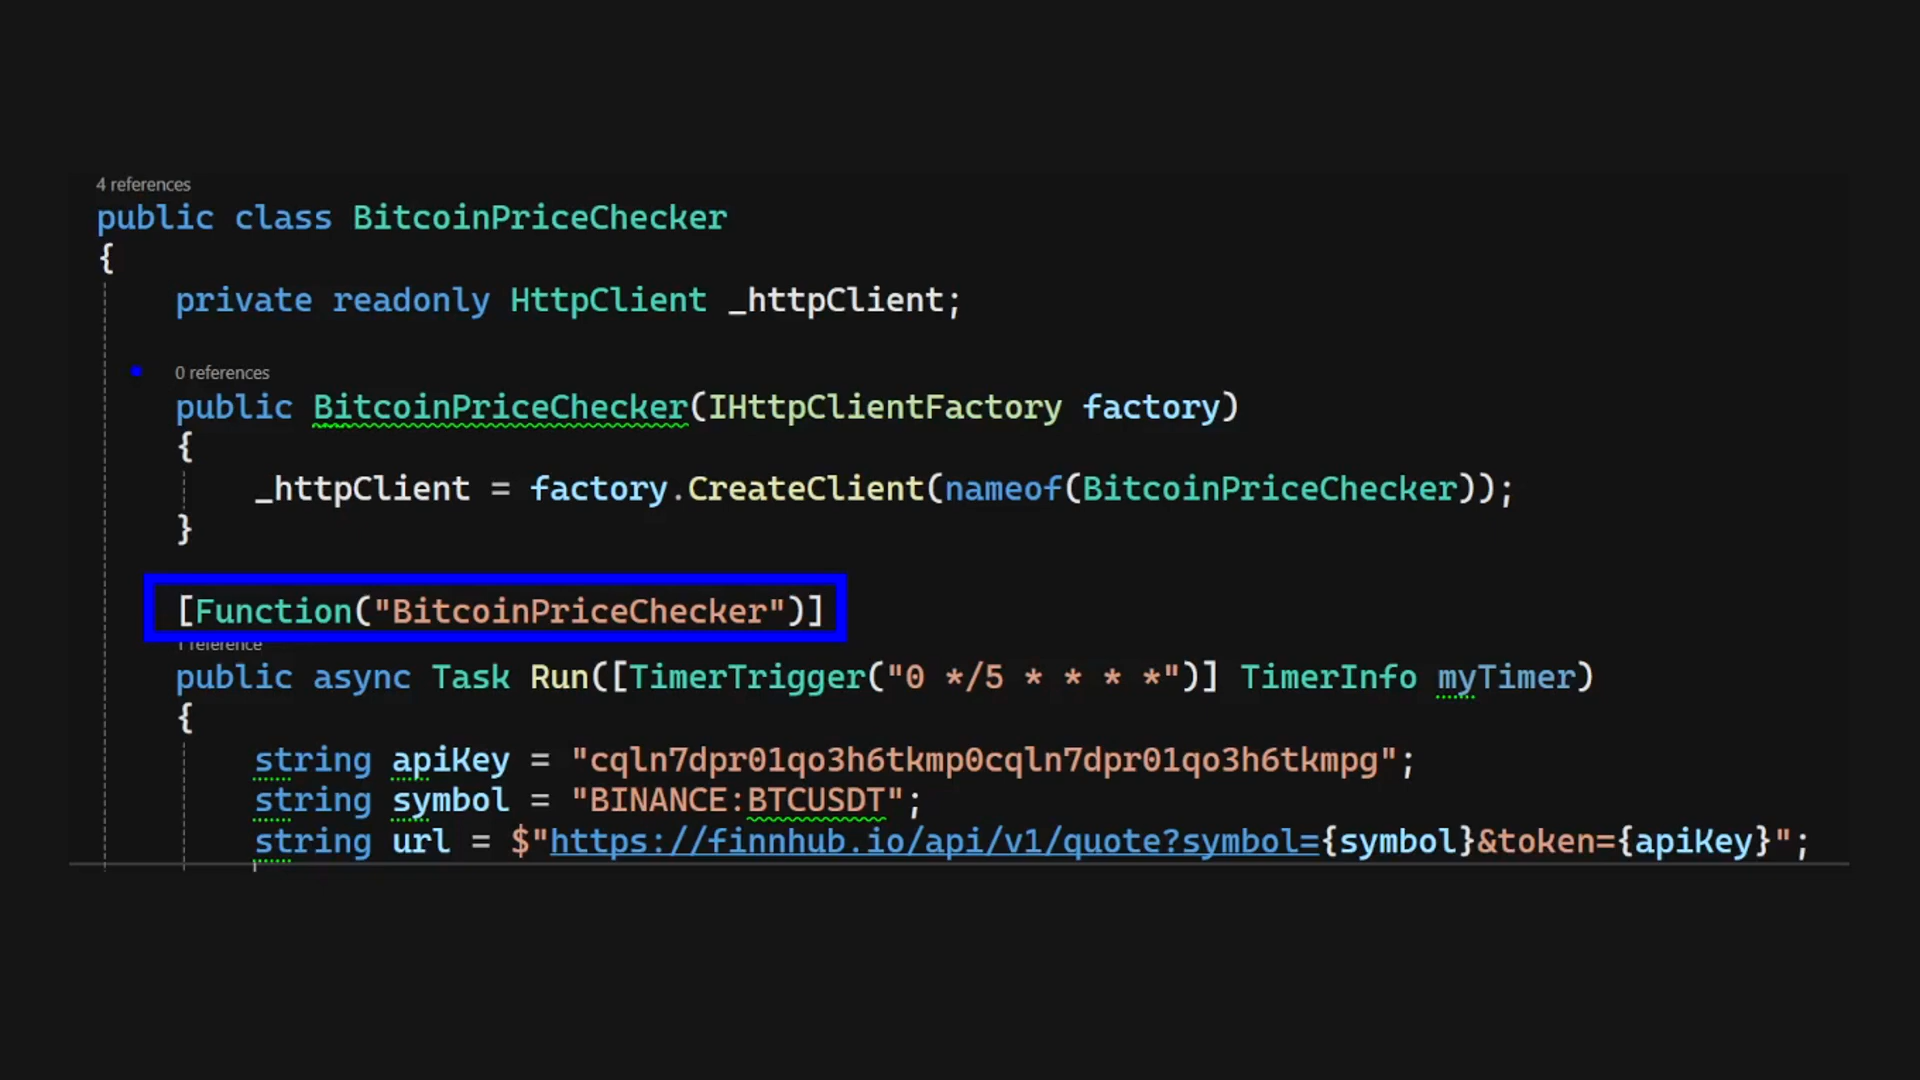 4 references
public class BitcoinPriceChecker
{
private readonly HttpClient _httpClient;
0 references
public BitcoinPriceChecker(IHttpClientFactory factory)
{
_httpClient = factory.CreateClient(nameof(BitcoinPriceChecker));
}
[Function("BitcoinPriceChecker")]
1 reference
public async Task Run([TimerTrigger("0 */5 * * * *")] TimerInfo myTimer)
{
string apiKey = "cqln7dpr01qo3h6tkmp0cqln7dpr01qo3h6tkmpg";
string symbol = "BINANCE:BTCUSDT";
string url = $"https://finnhub.io/api/v1/quote?symbol={symbol}&token={apiKey}";